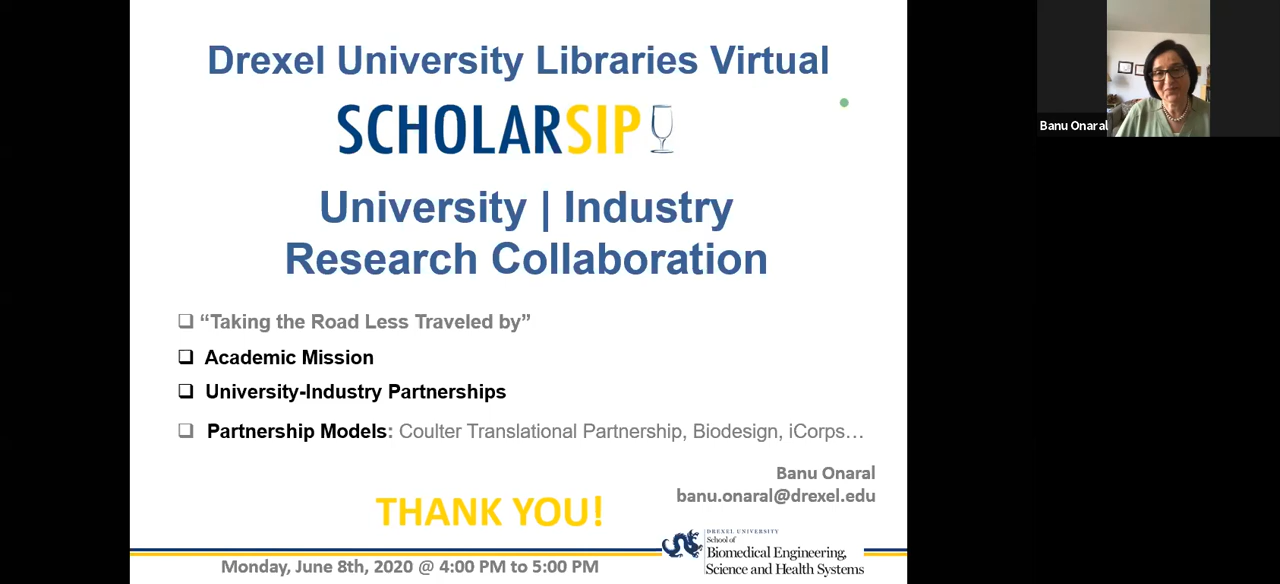 Drexel University Libraries Virtual
SCHOLARSIP
University | Industry
Research Collaboration
“Taking the Road Less Traveled by”
Academic Mission
University-Industry Partnerships
Partnership Models: Coulter Translational Partnership, Biodesign, iCorps…
Banu Onaral
banu.onaral@drexel.edu
THANK YOU!
DREXEL UNIVERSITY
School of
Biomedical Engineering,
Science and Health Systems
Monday, June 8th, 2020 @ 4:00 PM to 5:00 PM
Banu Onaral